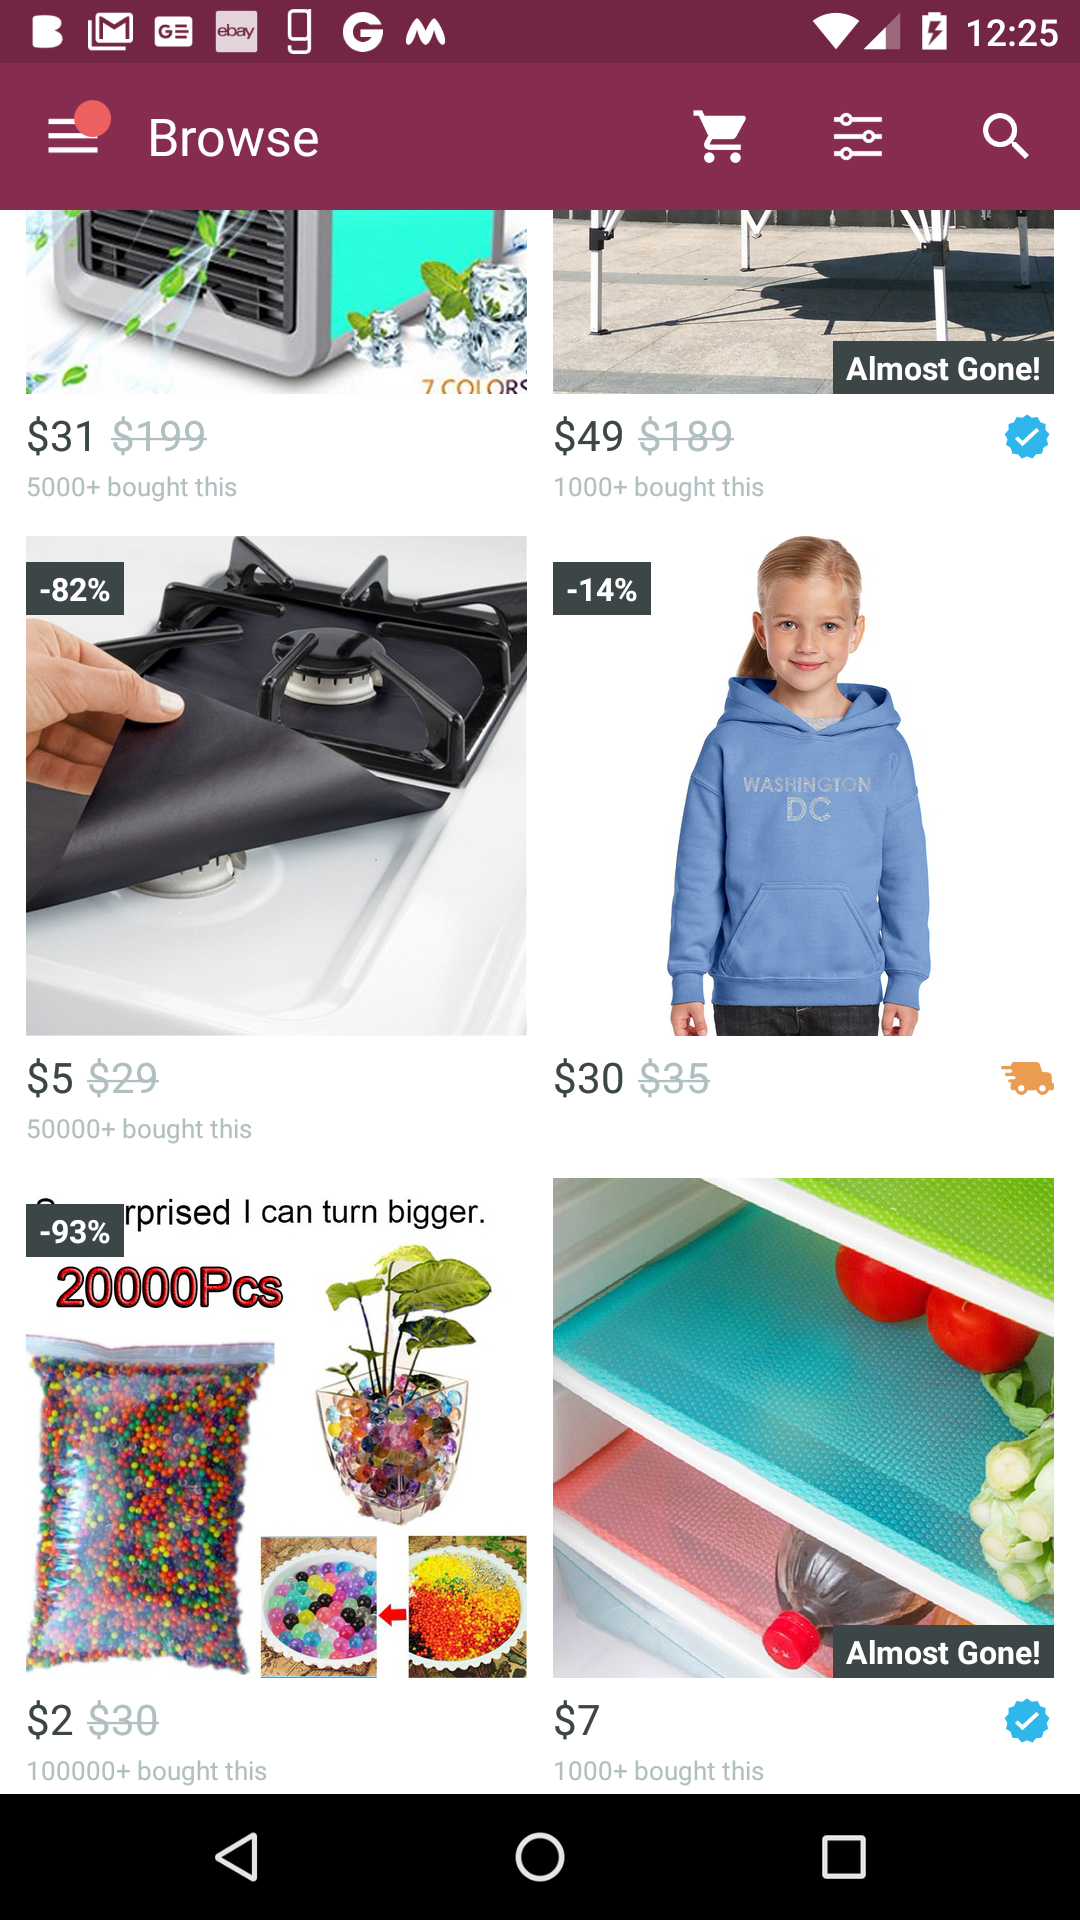 ebay
12:25
Browse
7 COLORS
Almost Gone!
$31 $199
$49 $189
5000+ bought this
1000+ bought this
-82%
-14%
WASHINGTON
DC
$5 $29
$30 $35
50000+ bought this
-93%
rprised I can turn bigger.
20000Pcs
Almost Gone!
$2 $30
$7
100000+ bought this
1000+ bought this